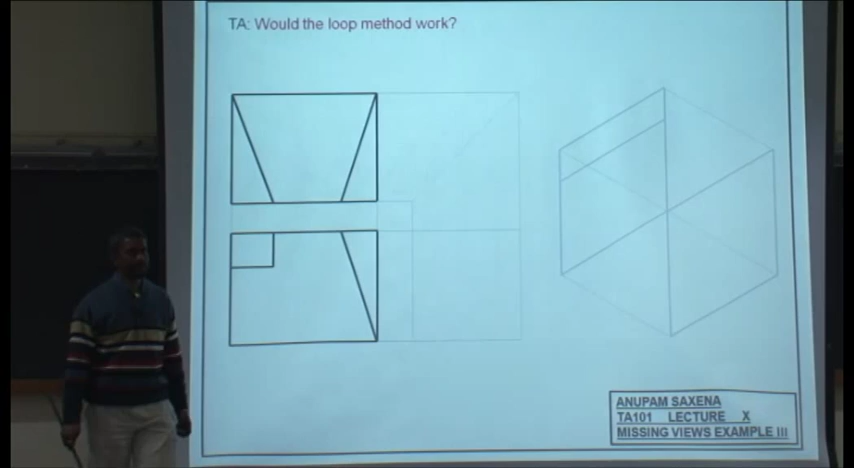 TA: Would the loop method work?
ANUPAM SAXENA
TA101 LECTURE X
MISSING VIEWS EXAMPLE III